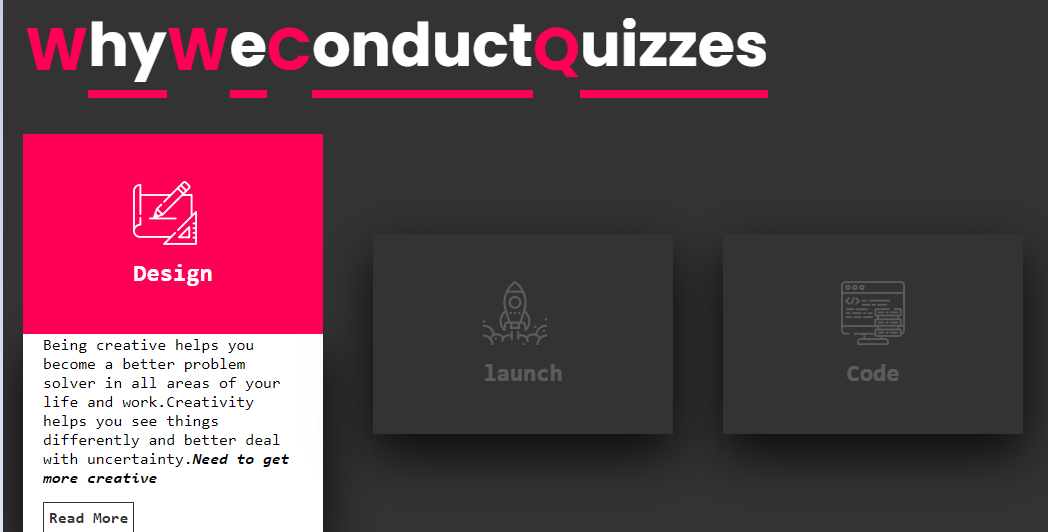 WhyWeConductQuizzes
Design
Being creative helps you
become a better problem
solver in all areas of your
life and work.Creativity
helps you see things
differently and better deal
with uncertainty.Need to get
more creative
Read More
launch
Code